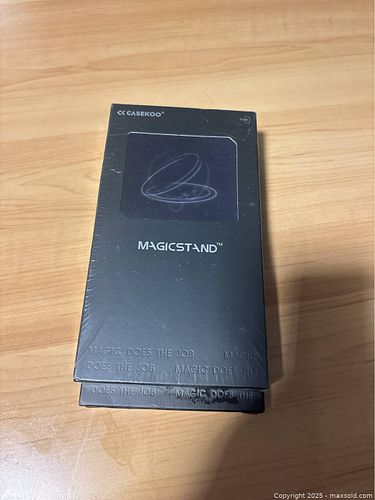 CASEKOO®
MAGICSTAND™
MAGIC DOES THE JOB MAGIC
DOES THE JOB MAGIC DOES THE
DOES THE JOB MAGIC DOES THE
Copyright 2025 - maxsold.com